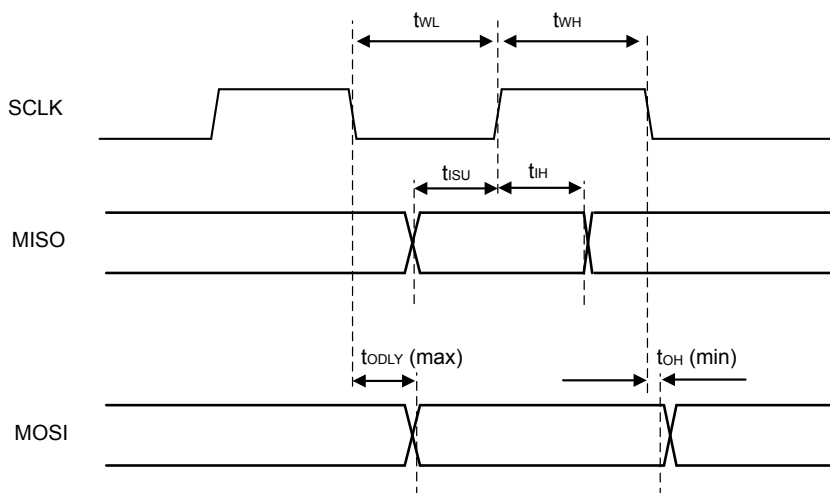 tWL
tWH
SCLK
tISU
tIH
MISO
tODLY (max)
tOH (min)
MOSI